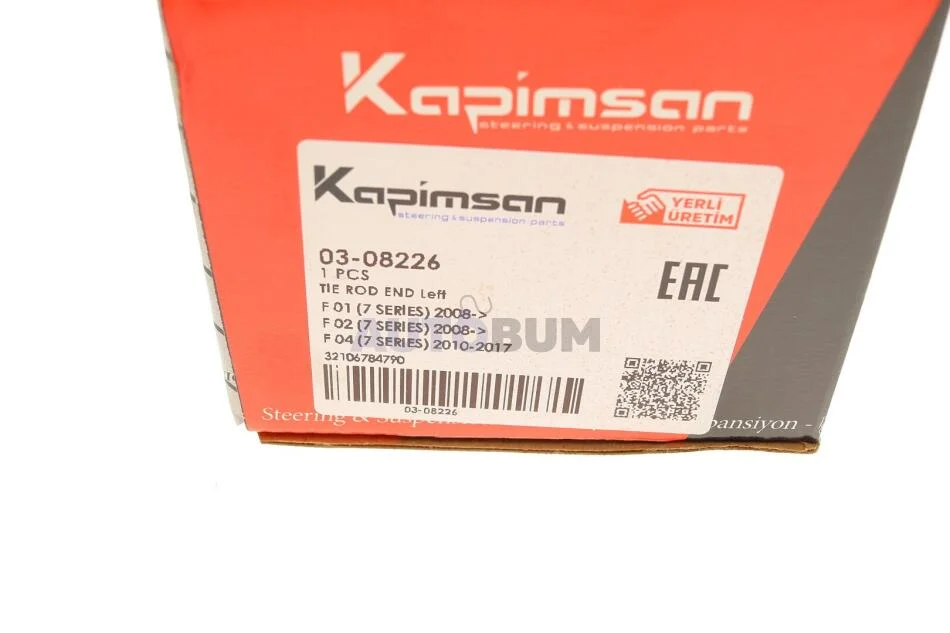 Kapimsan
steering & suspension parts
Kapimsan
steering & suspension parts
YERLİ
ÜRETİM
03-08226
1 PCS
TIE ROD END Left
EAC
F 01 (7 SERIES) 2008->
F 02 (7 SERIES) 2008->
F 04 (7 SERIES) 2010-2017
AUTOBUM
32106784790
03-08226
Steering &
pansiyon -